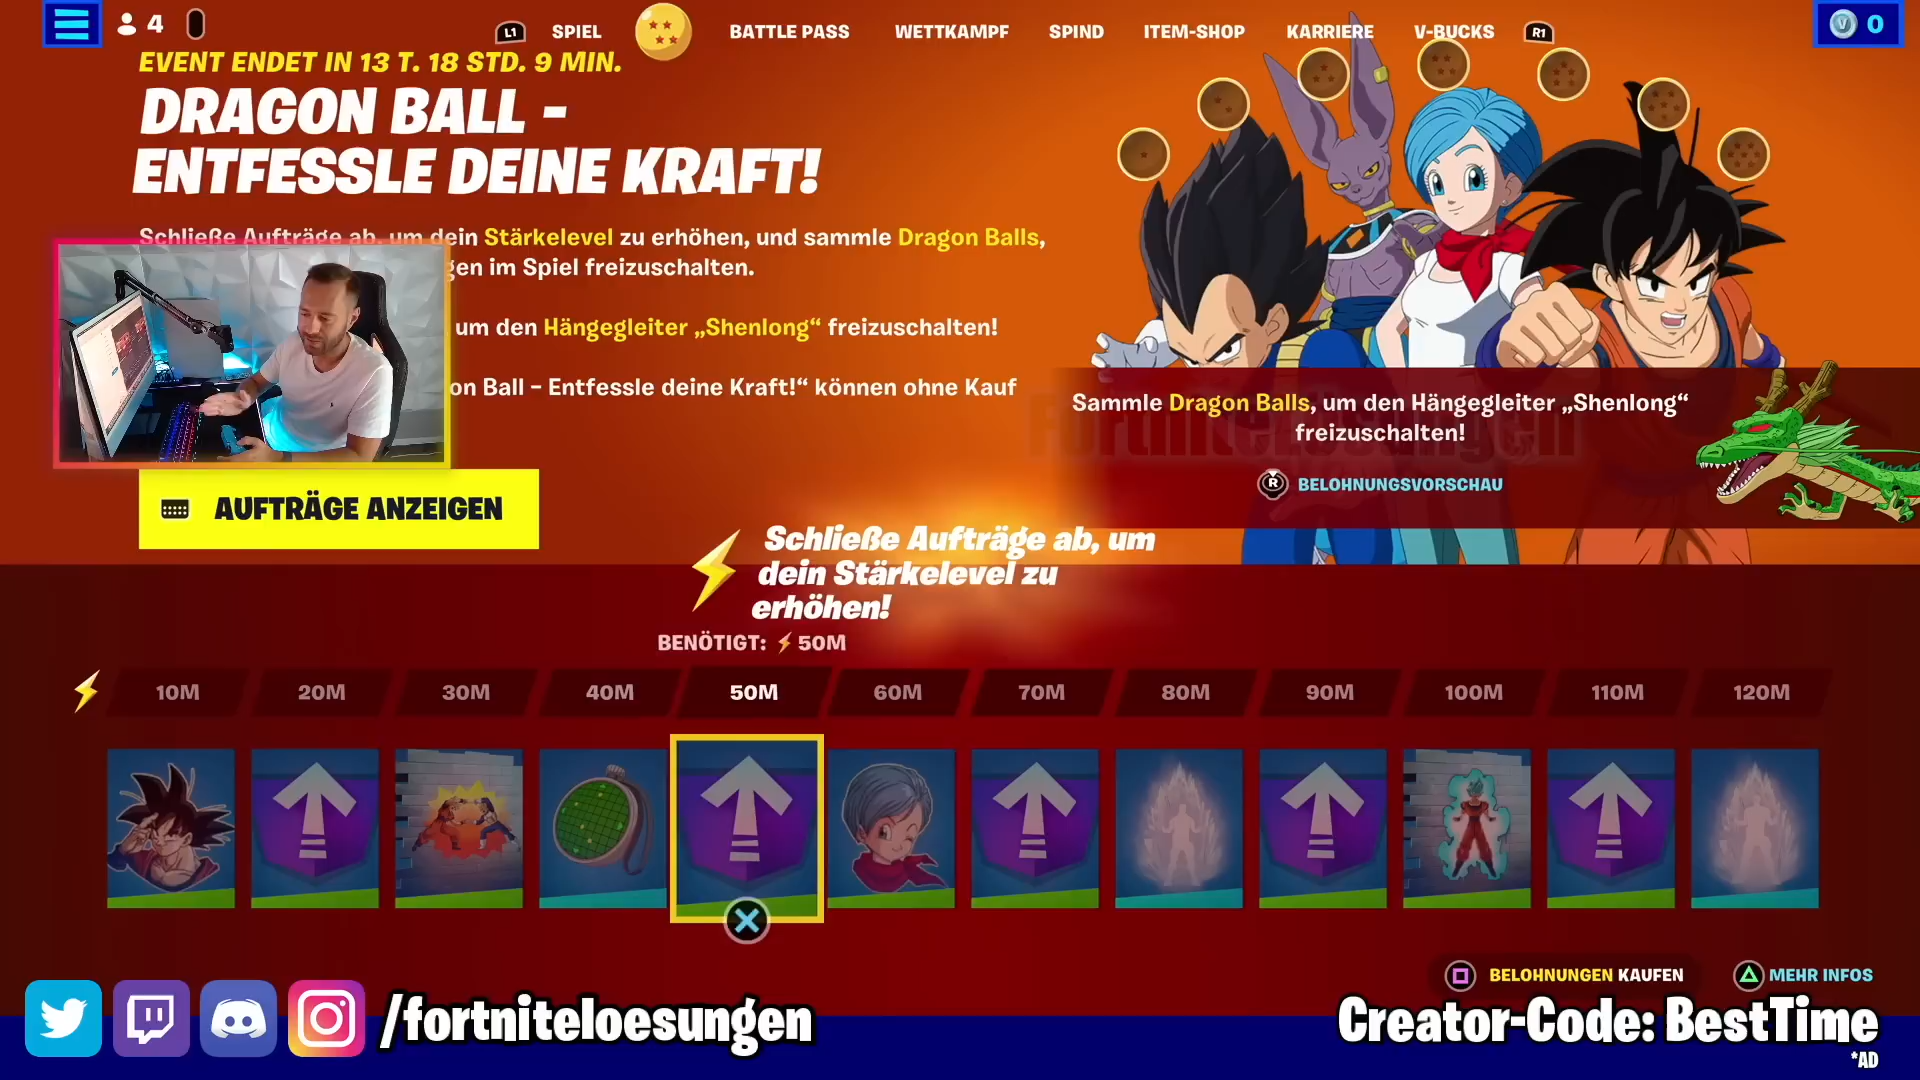 4
L1 SPIEL BATTLE PASS WETTKAMPF SPIND ITEM-SHOP KARRIERE V-BUCKS R1
V 0
EVENT ENDET IN 13 T. 18 STD. 9 MIN.
DRAGON BALL -
ENTFESSLE DEINE KRAFT!
Schließe Aufträge ab, um dein Stärkelevel zu erhöhen, und sammle Dragon Balls,
gen im Spiel freizuschalten.
um den Hängegleiter „Shenlong“ freizuschalten!
on Ball – Entfessle deine Kraft!“ können ohne Kauf
AUFTRÄGE ANZEIGEN
Sammle Dragon Balls, um den Hängegleiter „Shenlong“
freizuschalten!
FortniteLösungen
R BELOHNUNGSVORSCHAU
Schließe Aufträge ab, um
dein Stärkelevel zu
erhöhen!
BENÖTIGT: 50M
10M 20M 30M 40M 50M 60M 70M 80M 90M 100M 110M 120M
BELOHNUNGEN KAUFEN MEHR INFOS
/fortniteloesungen
Creator-Code: BestTime
*AD